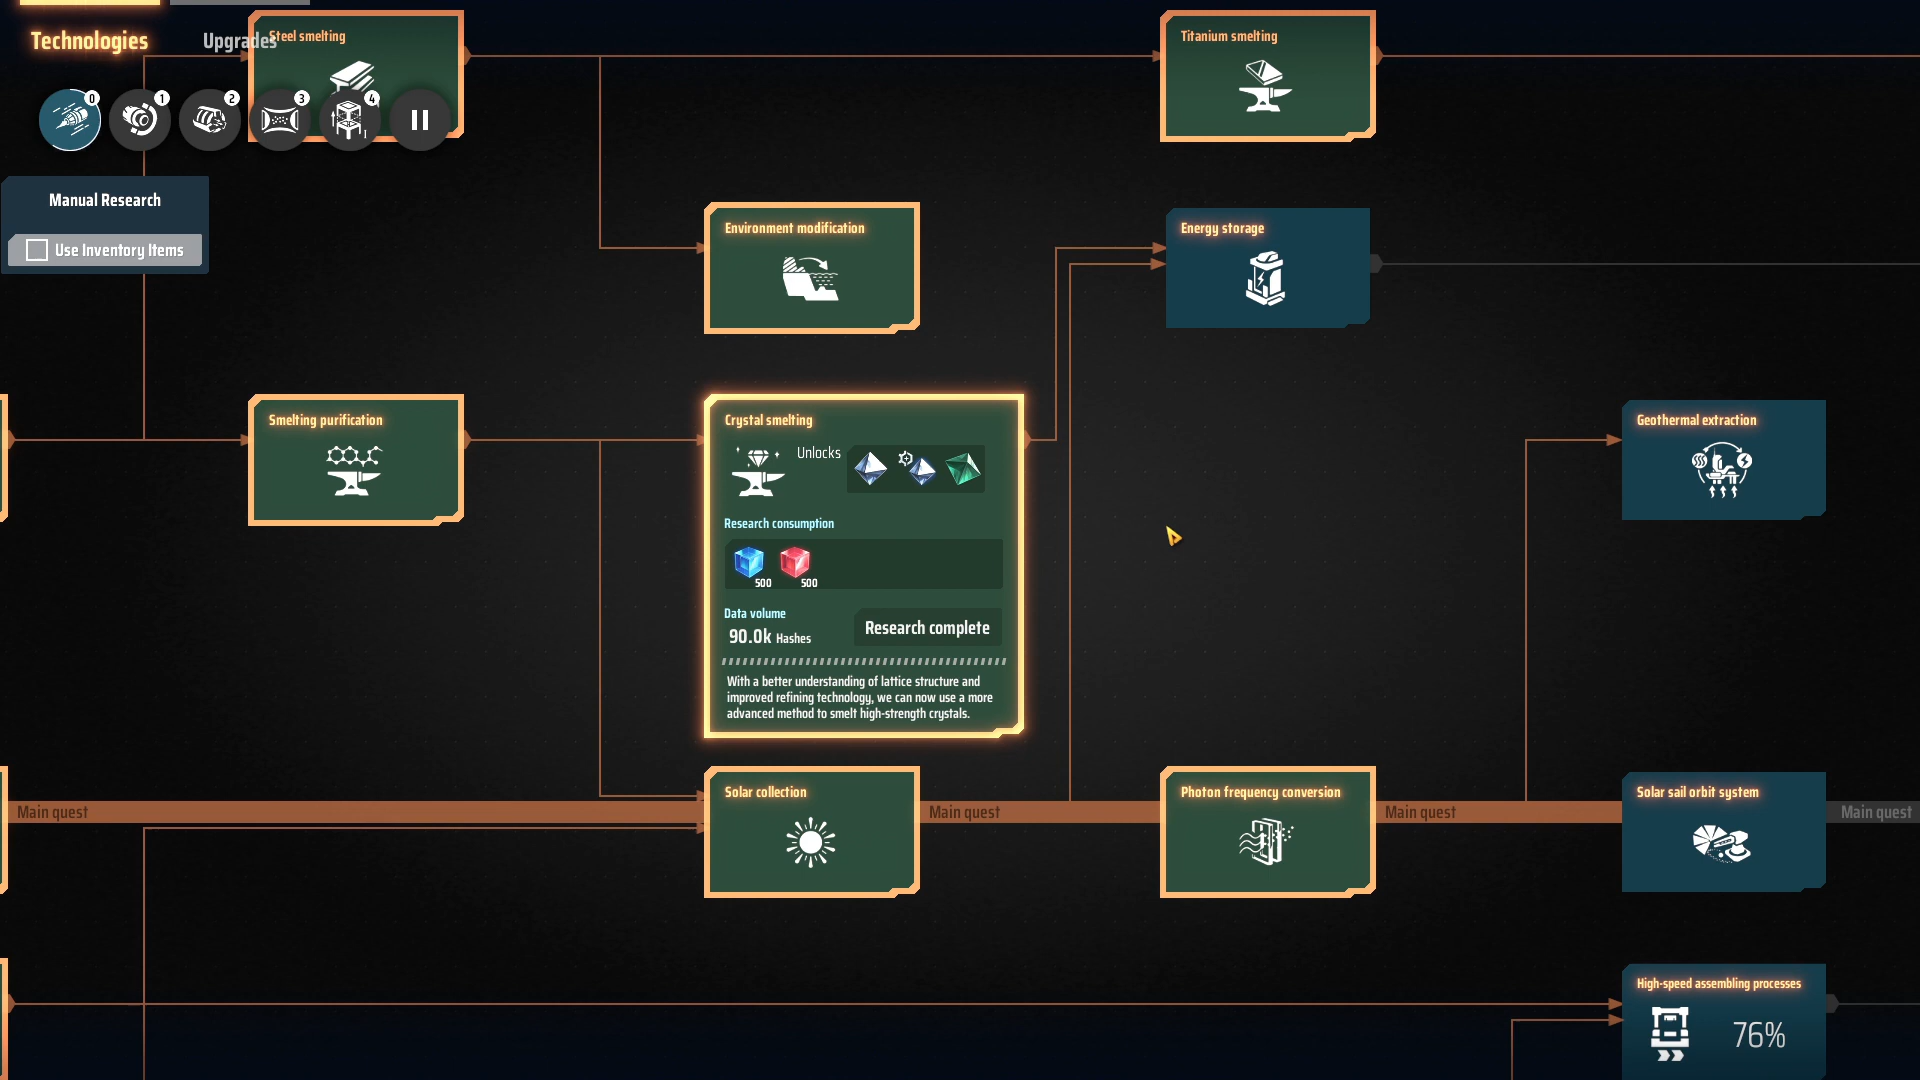 Technologies
Upgrades
Steel smelting
Titanium smelting
0
1
2
3
4
Manual Research
Use Inventory Items
Environment modification
Energy storage
Smelting purification
Crystal smelting
Unlocks
Research consumption
500
500
Data volume
90.0k Hashes
Research complete
With a better understanding of lattice structure and
improved refining technology, we can now use a more
advanced method to smelt high-strength crystals.
Geothermal extraction
Main quest
Solar collection
Main quest
Photon frequency conversion
Main quest
Solar sail orbit system
Main quest
High-speed assembling processes
76%